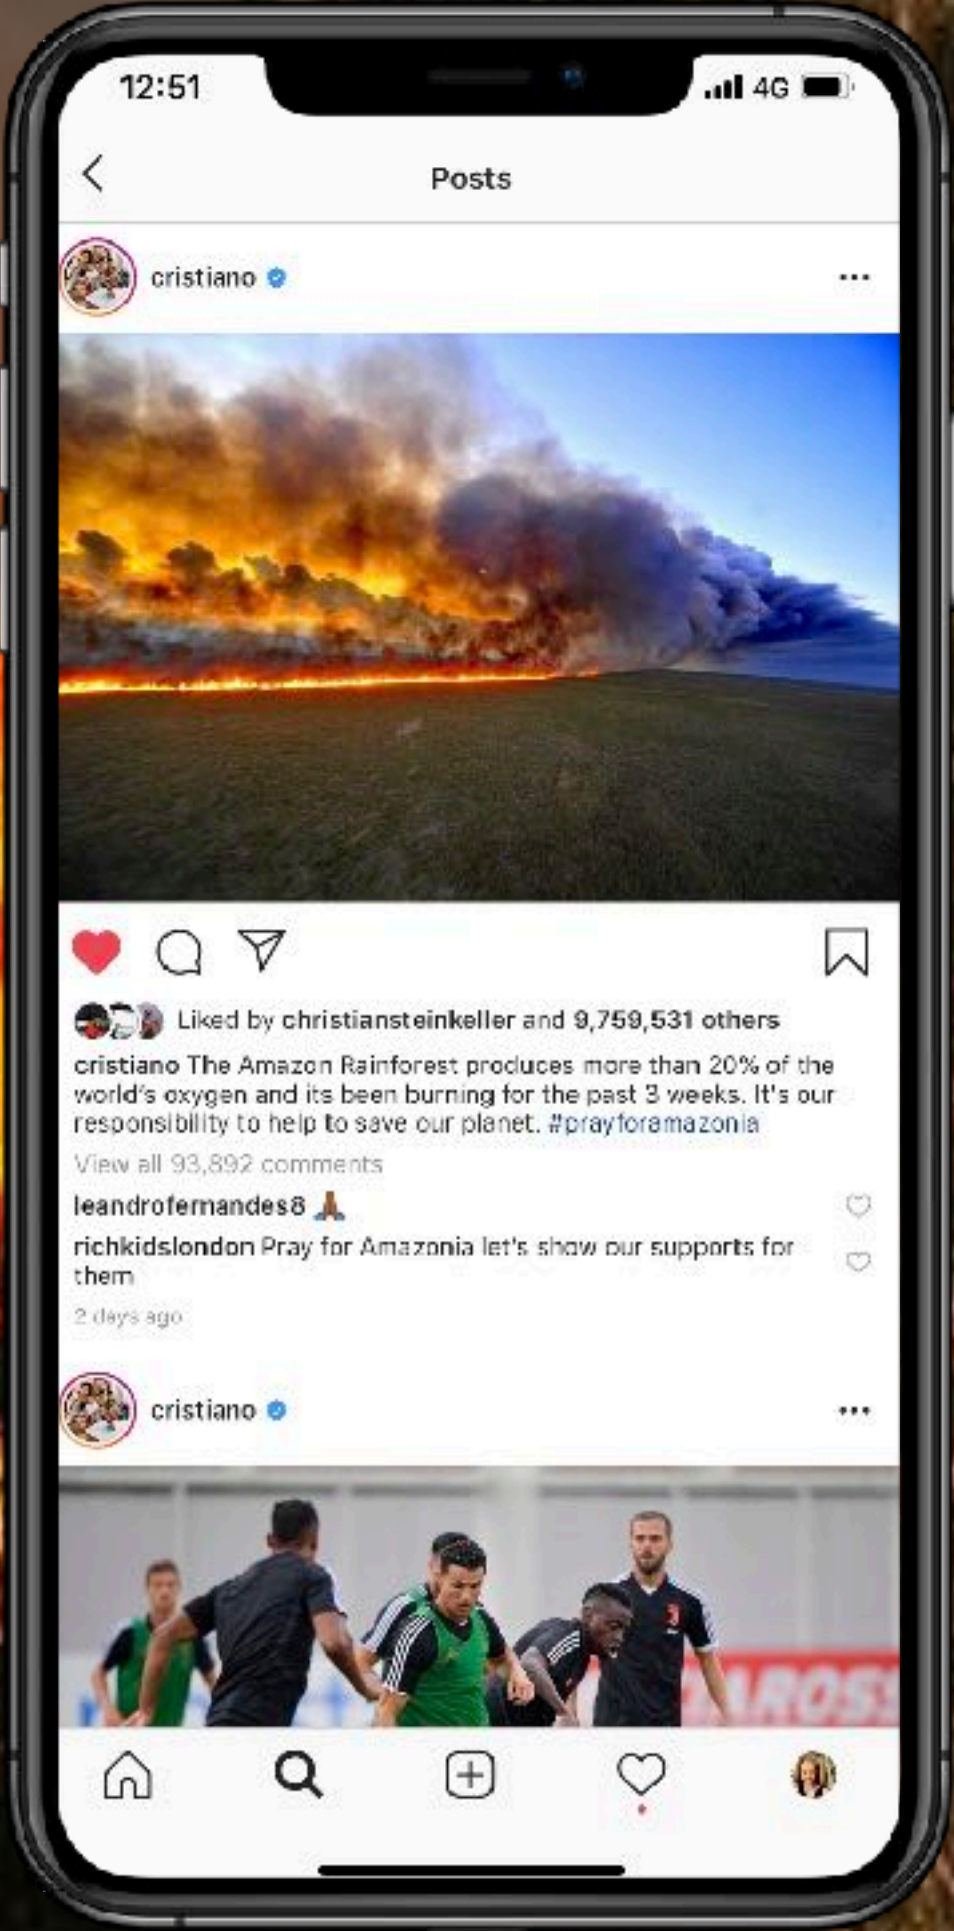 12:51
4G
Posts
cristiano
Liked by christiansteinkeller and 9,759,531 others
cristiano The Amazon Rainforest produces more than 20% of the
world's oxygen and its been burning for the past 3 weeks. It's our
responsibility to help to save our planet. #prayforamazonia
View all 93,892 comments
leandrofernandes8 🙏🏾
richkidslondon Pray for Amazonia let's show our supports for
them
2 days ago
cristiano